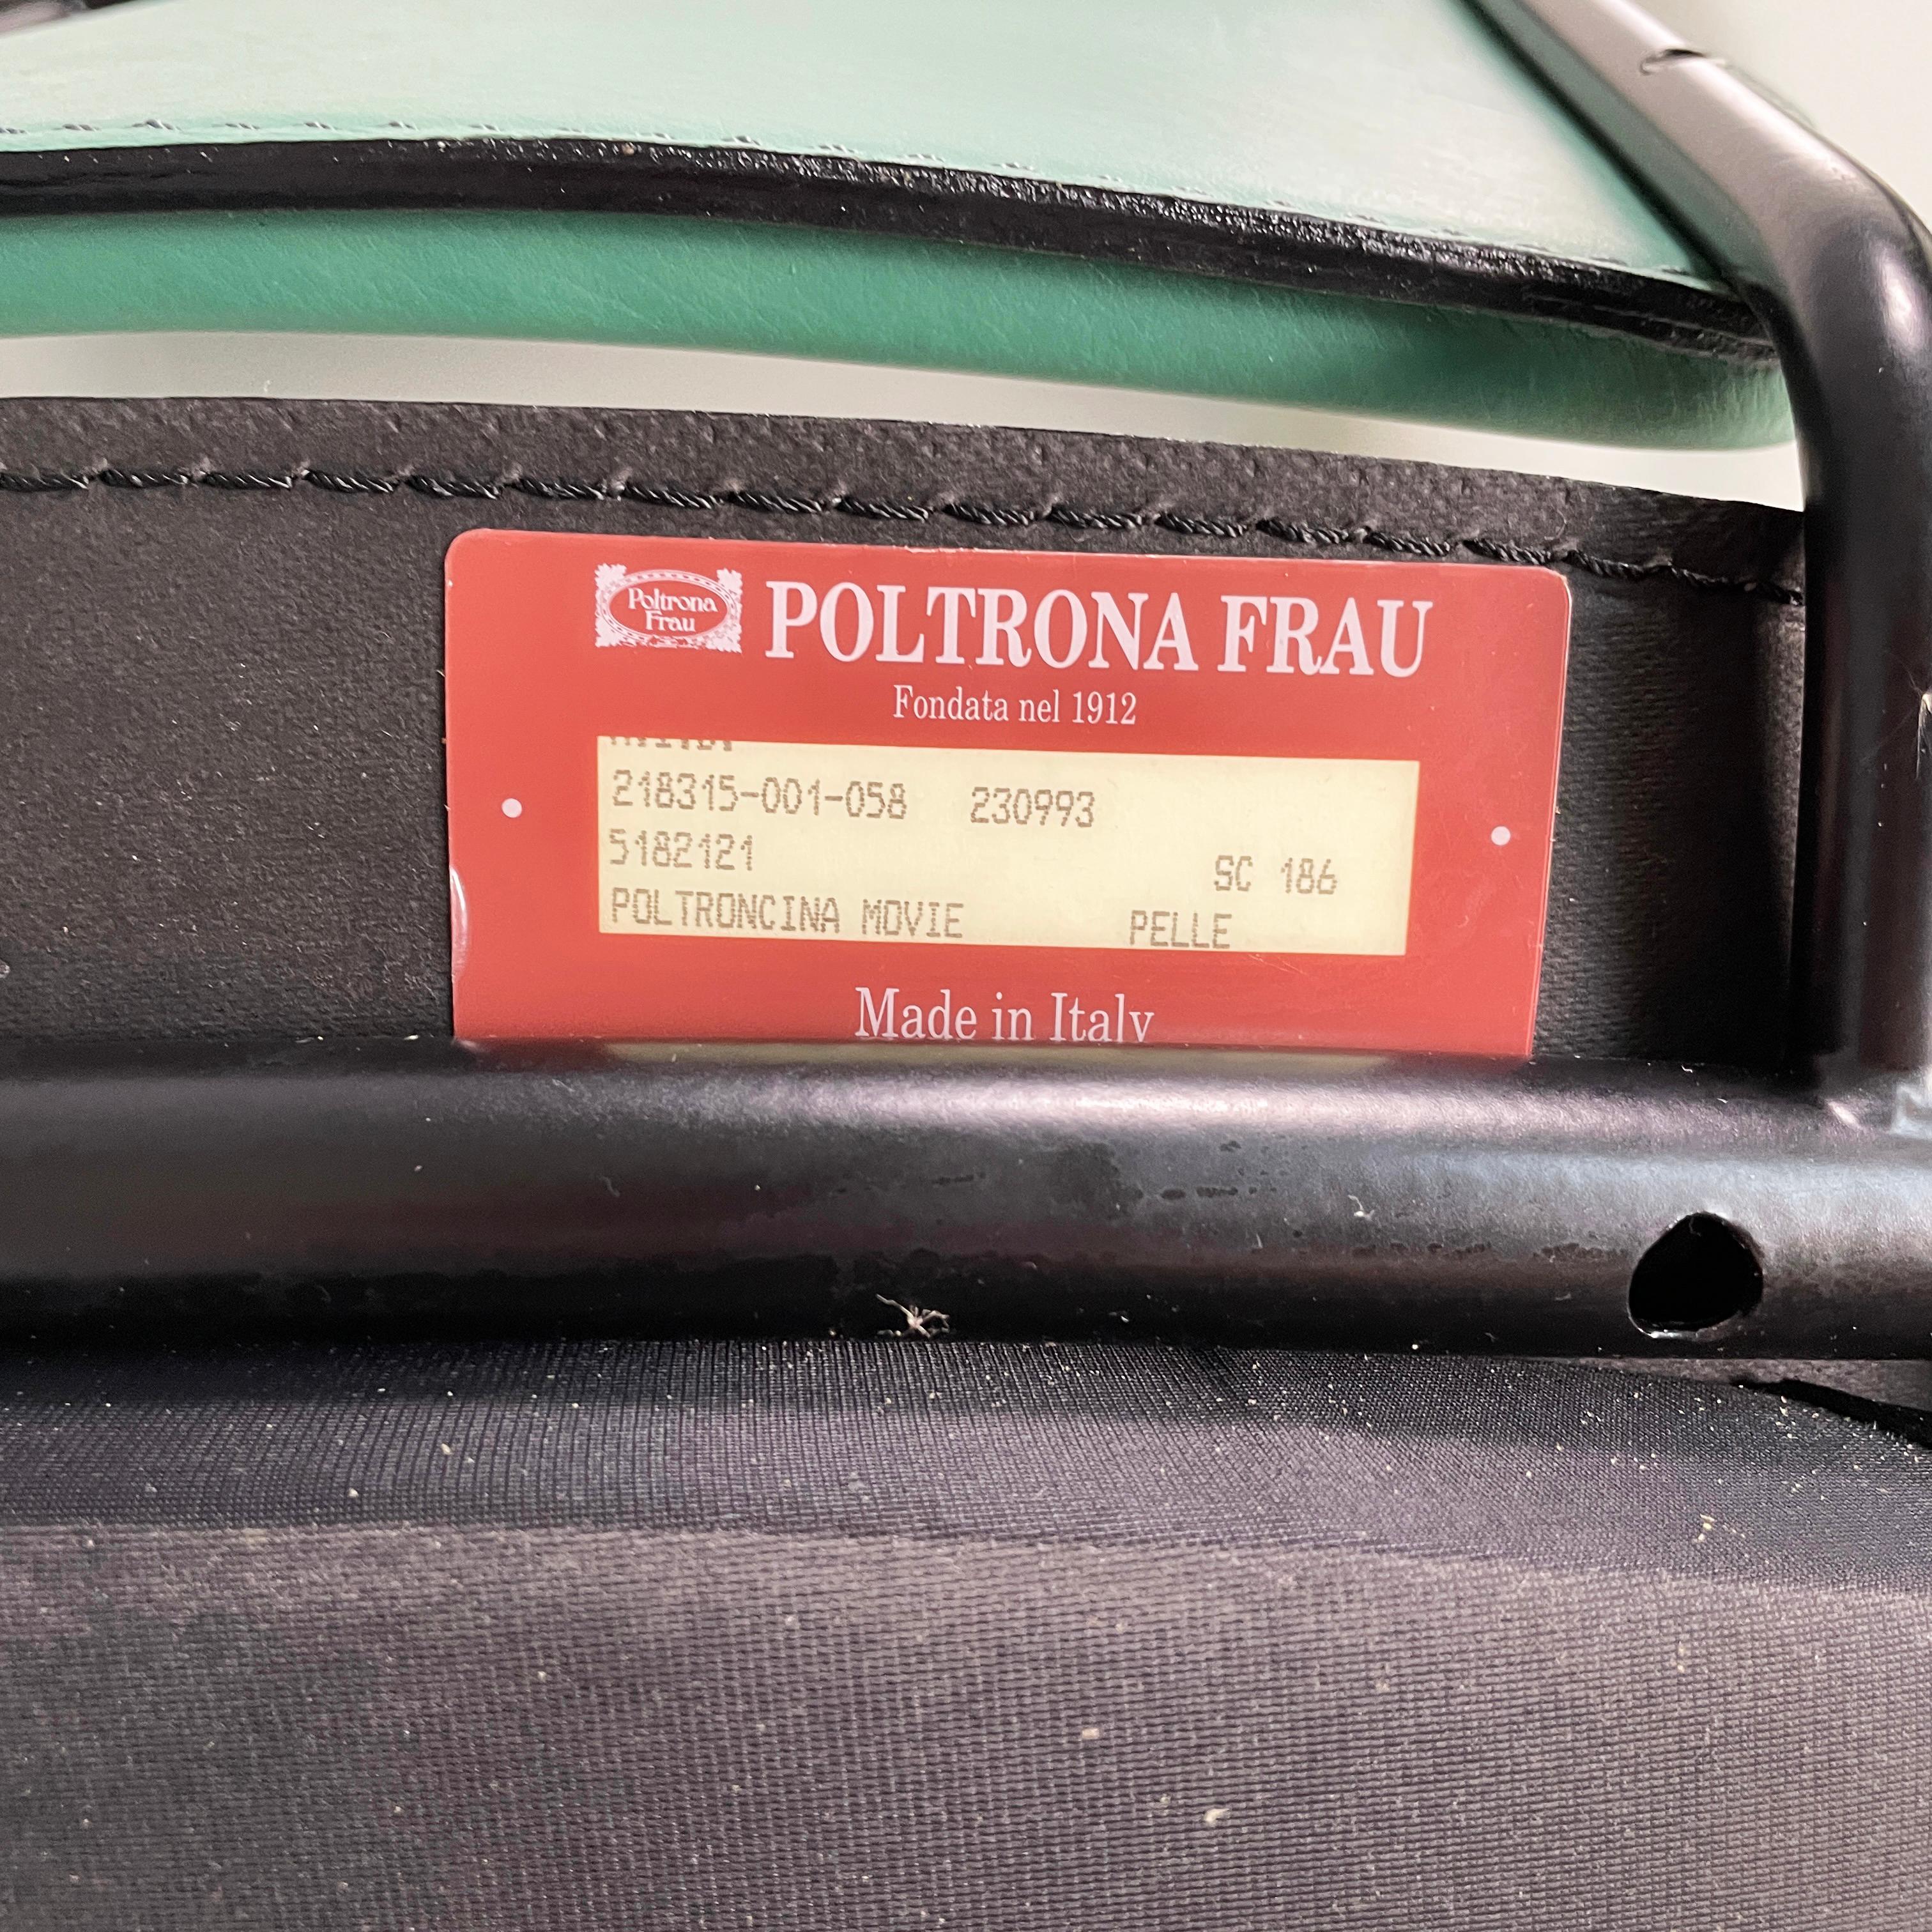 Poltrona
Frau
POLTRONA FRAU
Fondata nel 1912
218315-001-058 230993
5182121
SC 186
POLTRONCINA MOVIE PELLE
Made in Italy